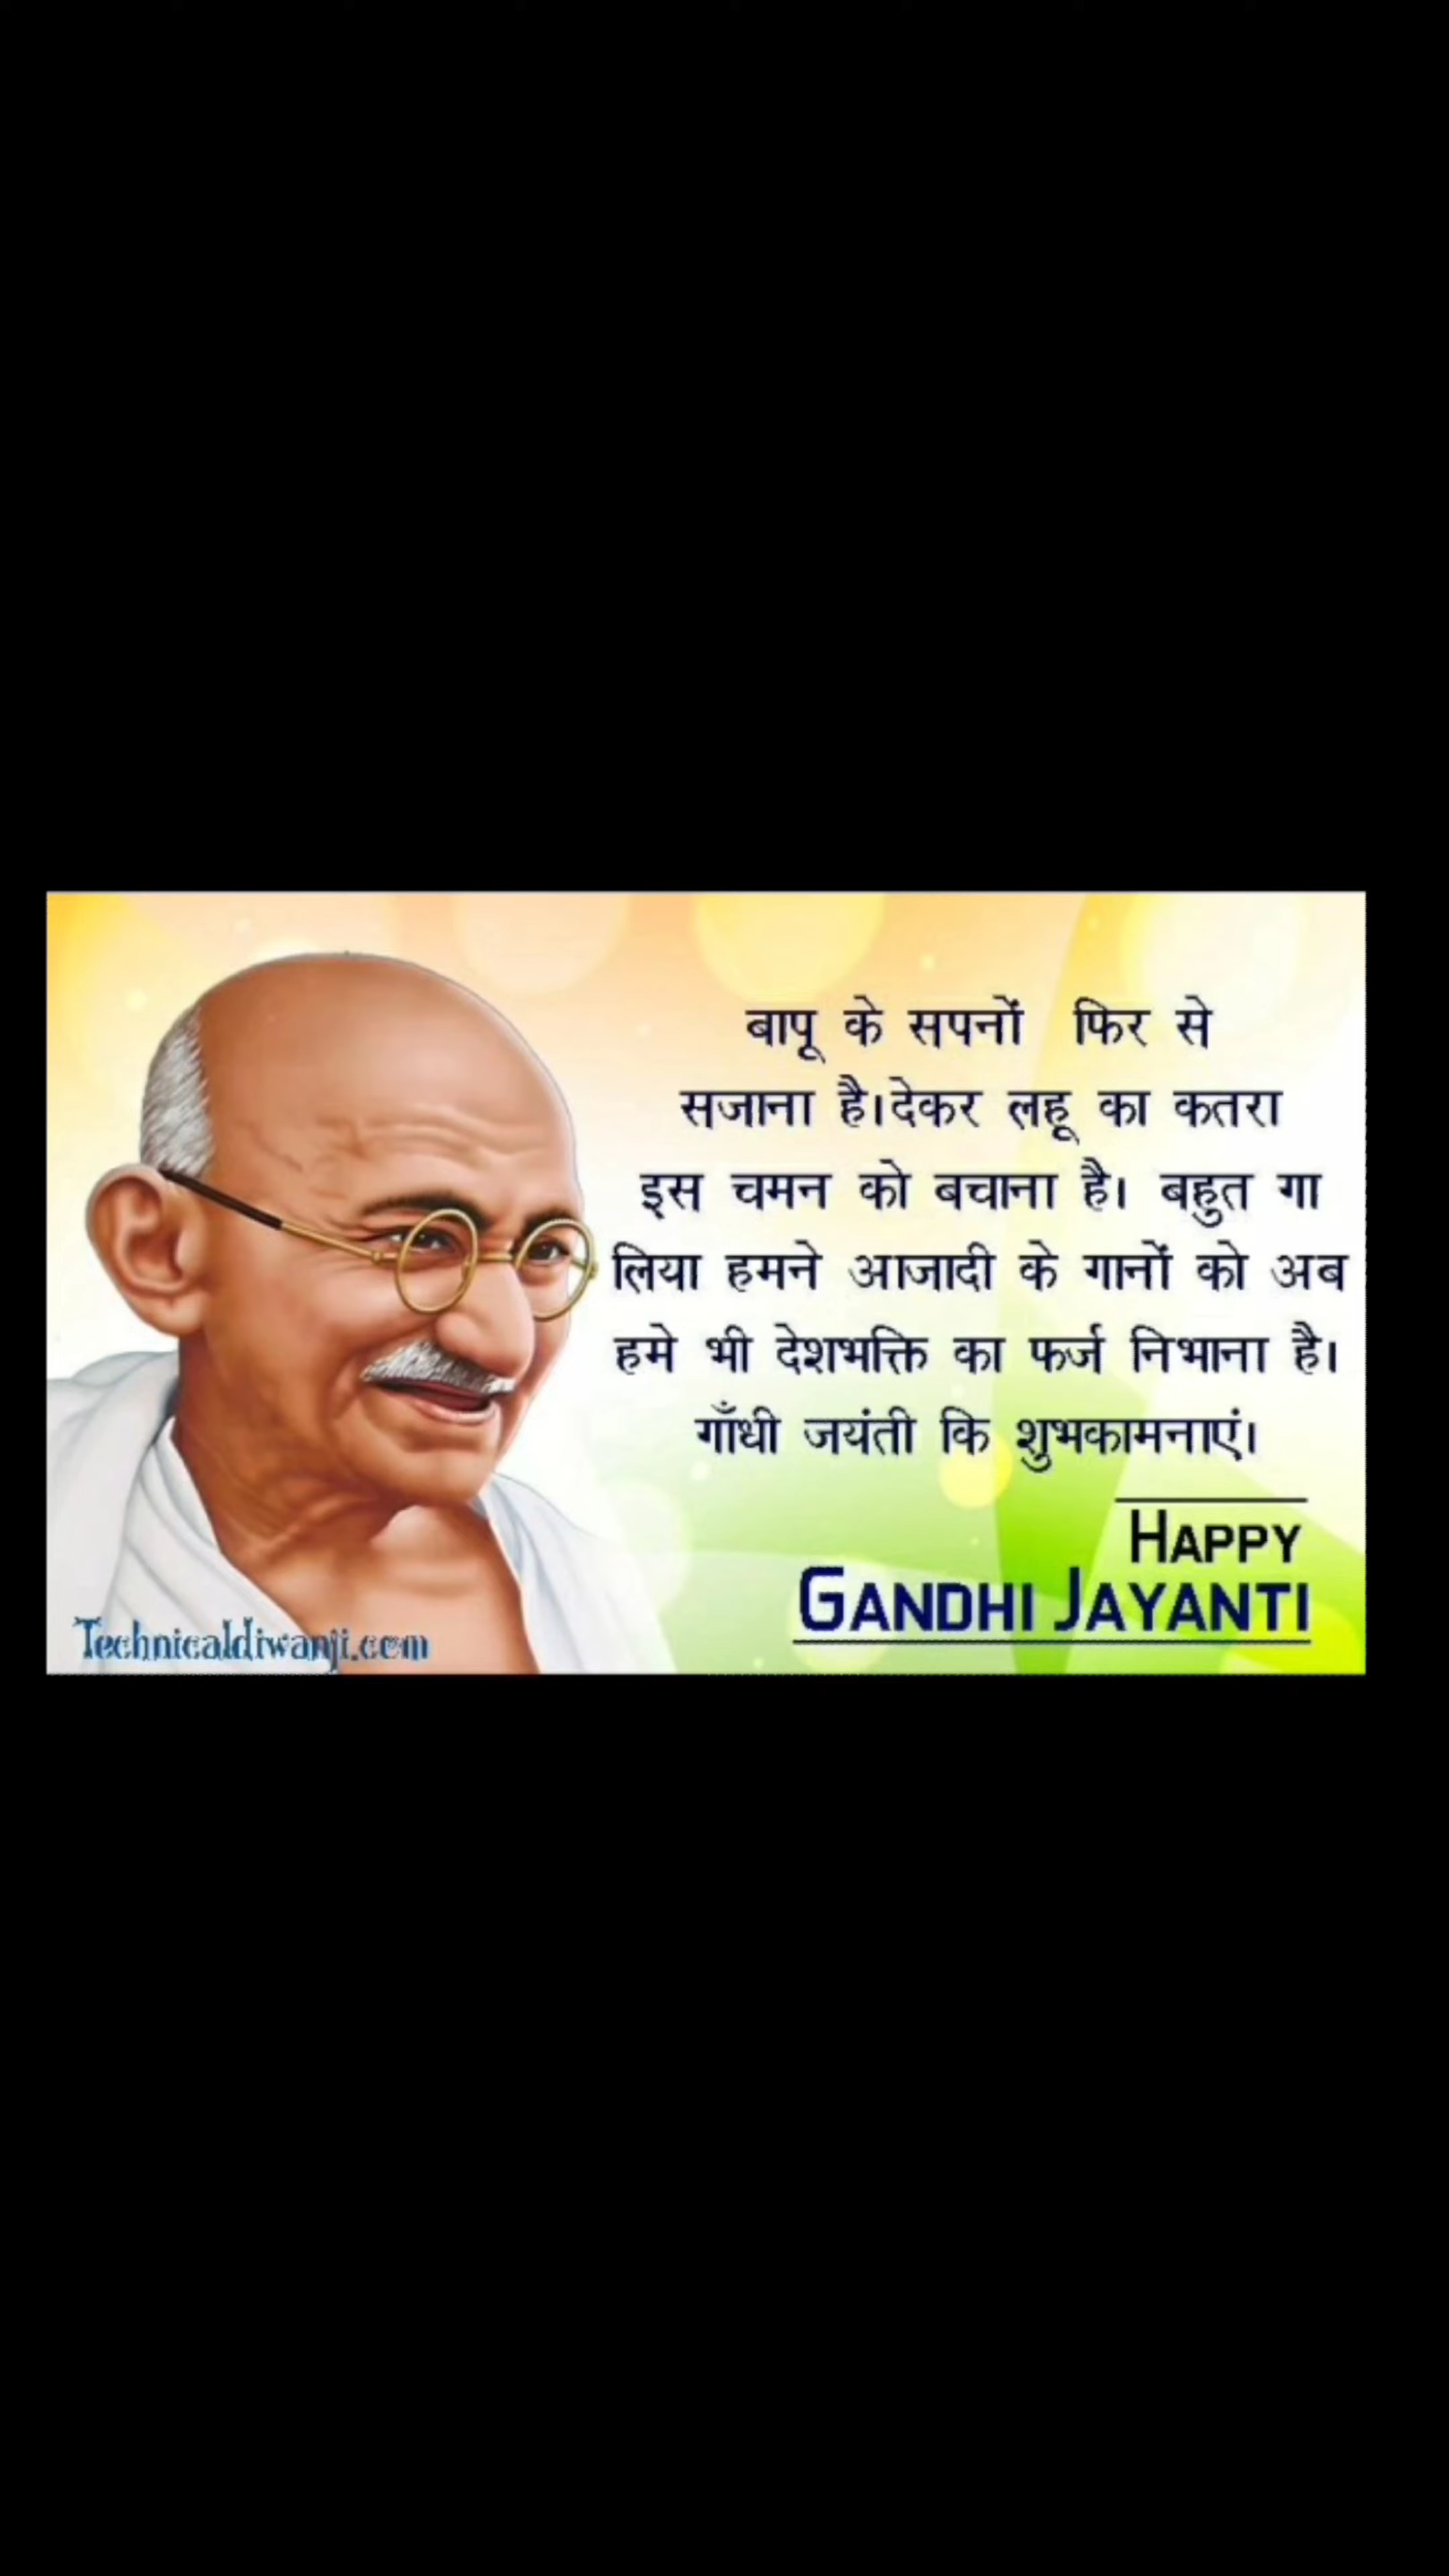 बापू के सपनों फिर से
सजाना है।देकर लहू का कतरा
इस चमन को बचाना है। बहुत गा
लिया हमने आजादी के गानों को अब
हमे भी देशभक्ति का फर्ज निभाना है।
गाँधी जयंती कि शुभकामनाएं।
HAPPY
GANDHI JAYANTI
Technicaldiwanji.com